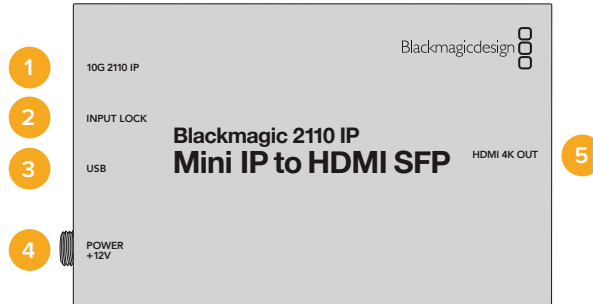 Blackmagicdesign
1
10G 2110 IP
2
INPUT LOCK
Blackmagic 2110 IP
Mini IP to HDMI SFP
3
USB
HDMI 4K OUT
5
4
POWER
+12V